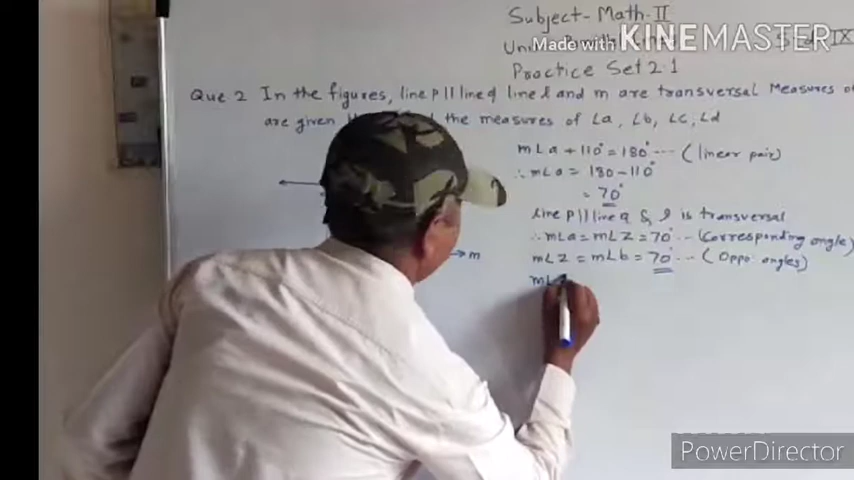 Subject- Math-II
Made with KINEMASTER IX
Practice Set 2.1
Que 2 In the figures, line p || line q line l and m are transversal Measures of
are given the measures of ∠a, ∠b, ∠c, ∠d
m∠a + 110° = 180° ... (linear pair)
∴ m∠a = 180 - 110°
= 70°
line p || line q & l is transversal
∴ m∠a = m∠z = 70° ... (Corresponding angle)
m∠z = m∠b = 70° ... (Oppo. angles)
m∠
m
PowerDirector